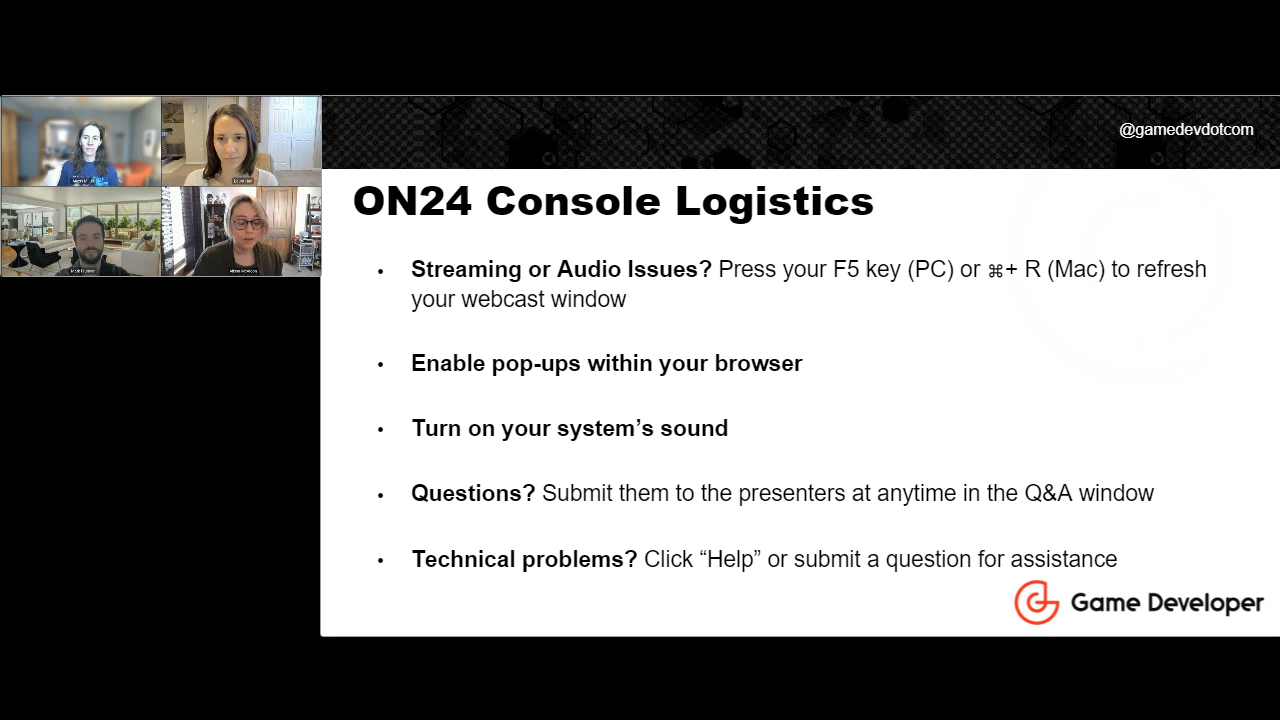 @gamedevdotcom
ON24 Console Logistics
• Streaming or Audio Issues? Press your F5 key (PC) or ⌘+ R (Mac) to refresh
your webcast window
• Enable pop-ups within your browser
• Turn on your system’s sound
• Questions? Submit them to the presenters at anytime in the Q&A window
• Technical problems? Click “Help” or submit a question for assistance
Game Developer